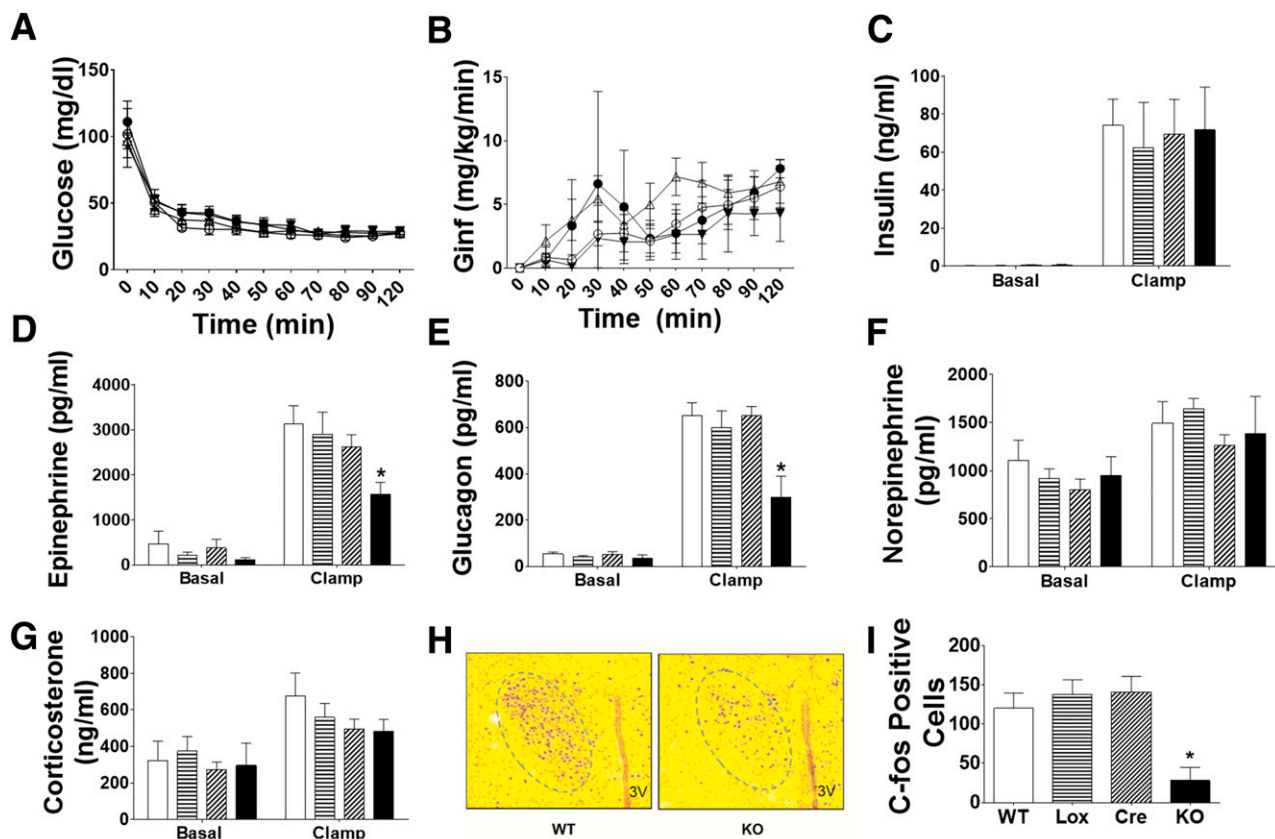 A
Glucose (mg/dl)
150
100
50
0
0 10 20 30 40 50 60 70 80 90 120
Time (min)
B
Ginf (mg/kg/min)
15
10
5
0
0 10 20 30 40 50 60 70 80 90 120
Time (min)
C
Insulin (ng/ml)
100
80
60
40
20
0
Basal Clamp
D
Epinephrine (pg/ml)
4000
3000
2000
1000
0
*
Basal Clamp
E
Glucagon (pg/ml)
800
600
400
200
0
*
Basal Clamp
F
Norepinephrine
(pg/ml)
2000
1500
1000
500
0
Basal Clamp
G
Corticosterone
(ng/ml)
1000
800
600
400
200
0
Basal Clamp
H
3V 3V
WT KO
I
C-fos Positive
Cells
200
150
100
50
0
*
WT Lox Cre KO